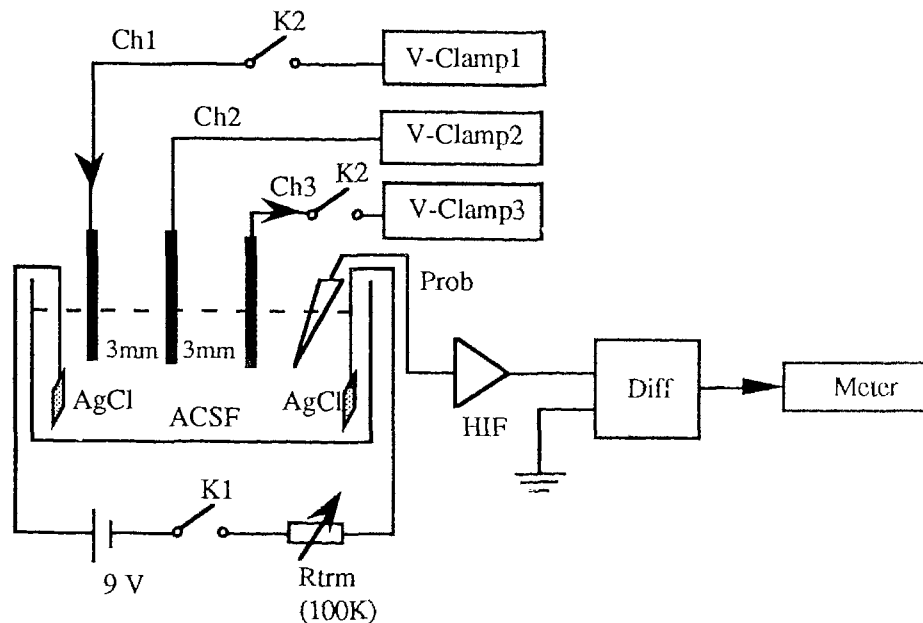 K2
Ch1
V-Clamp1
Ch2
V-Clamp2
Ch3
K2
V-Clamp3
Prob
3mm
3mm
AgCl
AgCl
ACSF
HIF
Diff
Meter
K1
9 V
Rtrm
(100K)